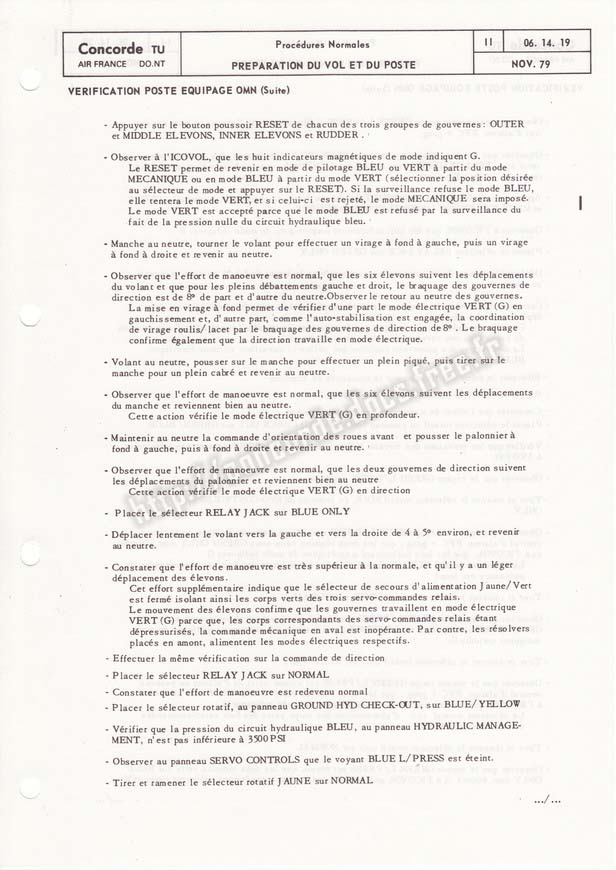 Concorde TU
AIR FRANCE DO.NT
Procédures Normales
PREPARATION DU VOL ET DU POSTE
II
06. 14. 19
NOV. 79
VERIFICATION POSTE EQUIPAGE OMN (Suite)
- Appuyer sur le bouton poussoir RESET de chacun des trois groupes de gouvernes : OUTER
et MIDDLE ELEVONS, INNER ELEVONS et RUDDER .
- Observer à l'ICOVOL, que les huit indicateurs magnétiques de mode indiquent G.
Le RESET permet de revenir en mode de pilotage BLEU ou VERT à partir du mode
MECANIQUE ou en mode BLEU à partir du mode VERT (sélectionner la position désirée
au sélecteur de mode et appuyer sur le RESET). Si la surveillance refuse le mode BLEU,
elle tentera le mode VERT, et si celui-ci est rejeté, le mode MECANIQUE sera imposé.
Le mode VERT est accepté parce que le mode BLEU est refusé par la surveillance du
fait de la pression nulle du circuit hydraulique bleu.
- Manche au neutre, tourner le volant pour effectuer un virage à fond à gauche, puis un virage
à fond à droite et revenir au neutre.
- Observer que l'effort de manoeuvre est normal, que les six élevons suivent les déplacements
du volant et que pour les pleins débattements gauche et droit, le braquage des gouvernes de
direction est de 8° de part et d'autre du neutre.Observer le retour au neutre des gouvernes.
La mise en virage à fond permet de vérifier d'une part le mode électrique VERT (G) en
gauchissement et, d'autre part, comme l'auto-stabilisation est engagée, la coordination
de virage roulis/ lacet par le braquage des gouvernes de direction de 8° . Le braquage
confirme également que la direction travaille en mode électrique.
- Volant au neutre, pousser sur le manche pour effectuer un plein piqué, puis tirer sur le
manche pour un plein cabré et revenir au neutre.
- Observer que l'effort de manoeuvre est normal, que les six élevons suivent les déplacements
du manche et reviennent bien au neutre.
Cette action vérifie le mode électrique VERT (G) en profondeur.
- Maintenir au neutre la commande d'orientation des roues avant et pousser le palonnier à
fond à gauche, puis à fond à droite et revenir au neutre.
- Observer que l'effort de manoeuvre est normal, que les deux gouvernes de direction suivent
les déplacements du palonnier et reviennent bien au neutre
Cette action vérifie le mode électrique VERT (G) en direction
- Placer le sélecteur RELAY JACK sur BLUE ONLY
- Déplacer lentement le volant vers la gauche et vers la droite de 4 à 5° environ, et revenir
au neutre.
- Constater que l'effort de manoeuvre est très supérieur à la normale, et qu'il y a un léger
déplacement des élevons.
Cet effort supplémentaire indique que le sélecteur de secours d'alimentation Jaune/Vert
est fermé isolant ainsi les corps verts des trois servo-commandes relais.
Le mouvement des élevons confirme que les gouvernes travaillent en mode électrique
VERT (G) parce que, les corps correspondants des servo-commandes relais étant
dépressurisés, la commande mécanique en aval est inopérante. Par contre, les résolvers
placés en amont, alimentent les modes électriques respectifs.
- Effectuer la même vérification sur la commande de direction
- Placer le sélecteur RELAY JACK sur NORMAL
- Constater que l'effort de manoeuvre est redevenu normal
- Placer le sélecteur rotatif, au panneau GROUND HYD CHECK-OUT, sur BLUE/YELLOW
- Vérifier que la pression du circuit hydraulique BLEU, au panneau HYDRAULIC MANAGE-
MENT, n'est pas inférieure à 3500 PSI
- Observer au panneau SERVO CONTROLS que le voyant BLUE L/PRESS est éteint.
- Tirer et ramener le sélecteur rotatif JAUNE sur NORMAL
.../...